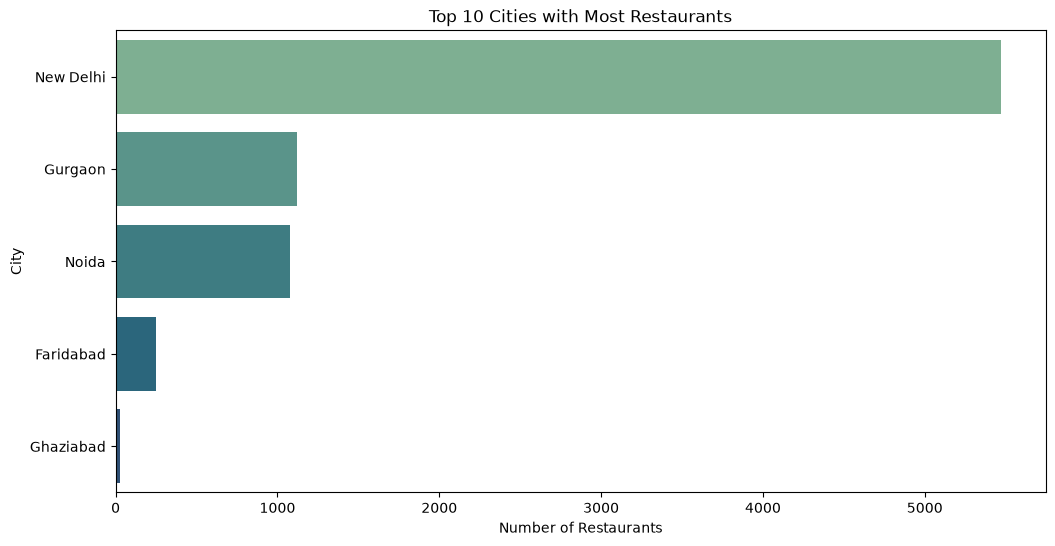 Top 10 Cities with Most Restaurants
New Delhi
Gurgaon
Noida
Faridabad
Ghaziabad
City
0 1000 2000 3000 4000 5000
Number of Restaurants